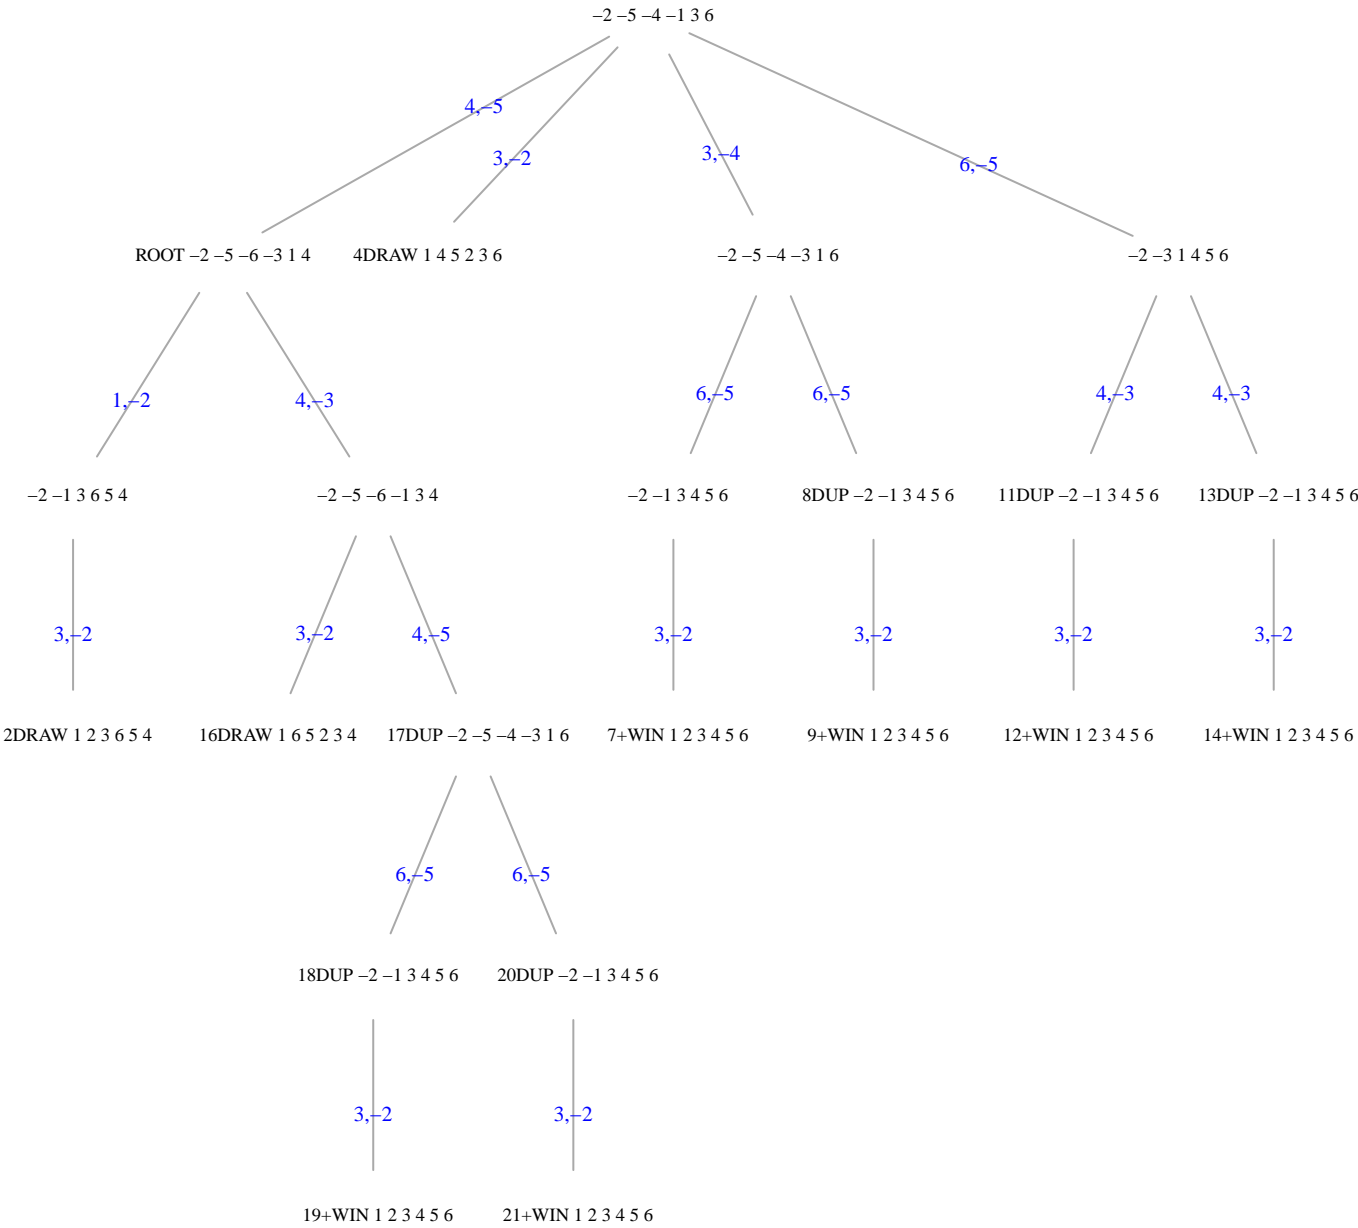 –2 –5 –4 –1 3 6
4,–5
3,–2
3,–4
6,–5
ROOT –2 –5 –6 –3 1 4
4DRAW 1 4 5 2 3 6
–2 –5 –4 –3 1 6
–2 –3 1 4 5 6
1,–2
4,–3
6,–5
6,–5
4,–3
4,–3
–2 –1 3 6 5 4
–2 –5 –6 –1 3 4
–2 –1 3 4 5 6
8DUP –2 –1 3 4 5 6
11DUP –2 –1 3 4 5 6
13DUP –2 –1 3 4 5 6
3,–2
3,–2
4,–5
3,–2
3,–2
3,–2
3,–2
2DRAW 1 2 3 6 5 4
16DRAW 1 6 5 2 3 4
17DUP –2 –5 –4 –3 1 6
7+WIN 1 2 3 4 5 6
9+WIN 1 2 3 4 5 6
12+WIN 1 2 3 4 5 6
14+WIN 1 2 3 4 5 6
6,–5
6,–5
18DUP –2 –1 3 4 5 6
20DUP –2 –1 3 4 5 6
3,–2
3,–2
19+WIN 1 2 3 4 5 6
21+WIN 1 2 3 4 5 6